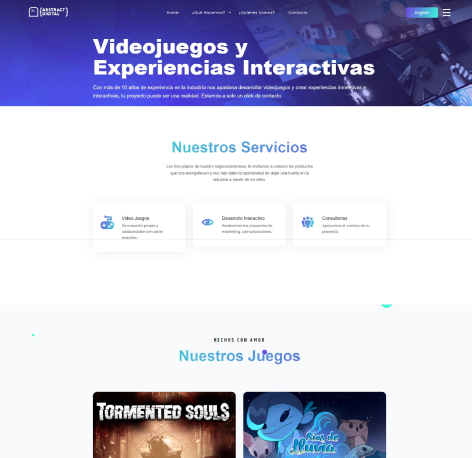 ABSTRACT
DIGITAL
Home
¿Qué Hacemos?
¿Quiénes Somos?
Contacto
English
Videojuegos y
Experiencias Interactivas
Con más de 10 años de experiencia en la industria nos apasiona desarrollar videojuegos y crear experiencias inmersivas e
interactivas, tu proyecto puede ser una realidad. Estamos a solo un click de contacto.
Nuestros Servicios
Los tres pilares de nuestro negocio/empresa, te invitamos a conocer los productos
que nos enorgullecen y nos han dado la oportunidad de dejar una huella en la
industria a través de los años.
Video Juegos
De creación propia y
colaboración con otros
estudios.
Desarrollo Interactivo
Realizamos tus proyectos de
marketing, comunicaciones.
Consultorías
Apoyamos el camino de tu
proyecto.
HECHOS CON AMOR
Nuestros Juegos
TORMENTED SOULS
Kias de
lluvia